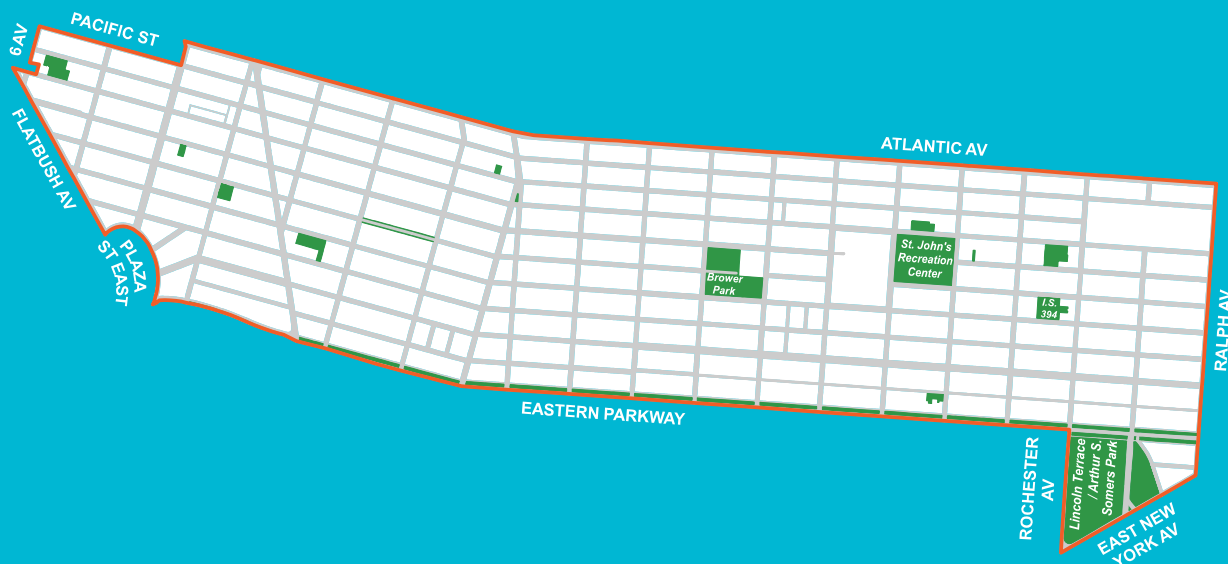 6 AV
PACIFIC ST
FLATBUSH AV
PLAZA
ST EAST
ATLANTIC AV
St. John's
Recreation
Center
Brower
Park
I.S.
394
RALPH AV
EASTERN PARKWAY
ROCHESTER
AV
Lincoln Terrace
/ Arthur S.
Somers Park
EAST NEW
YORK AV